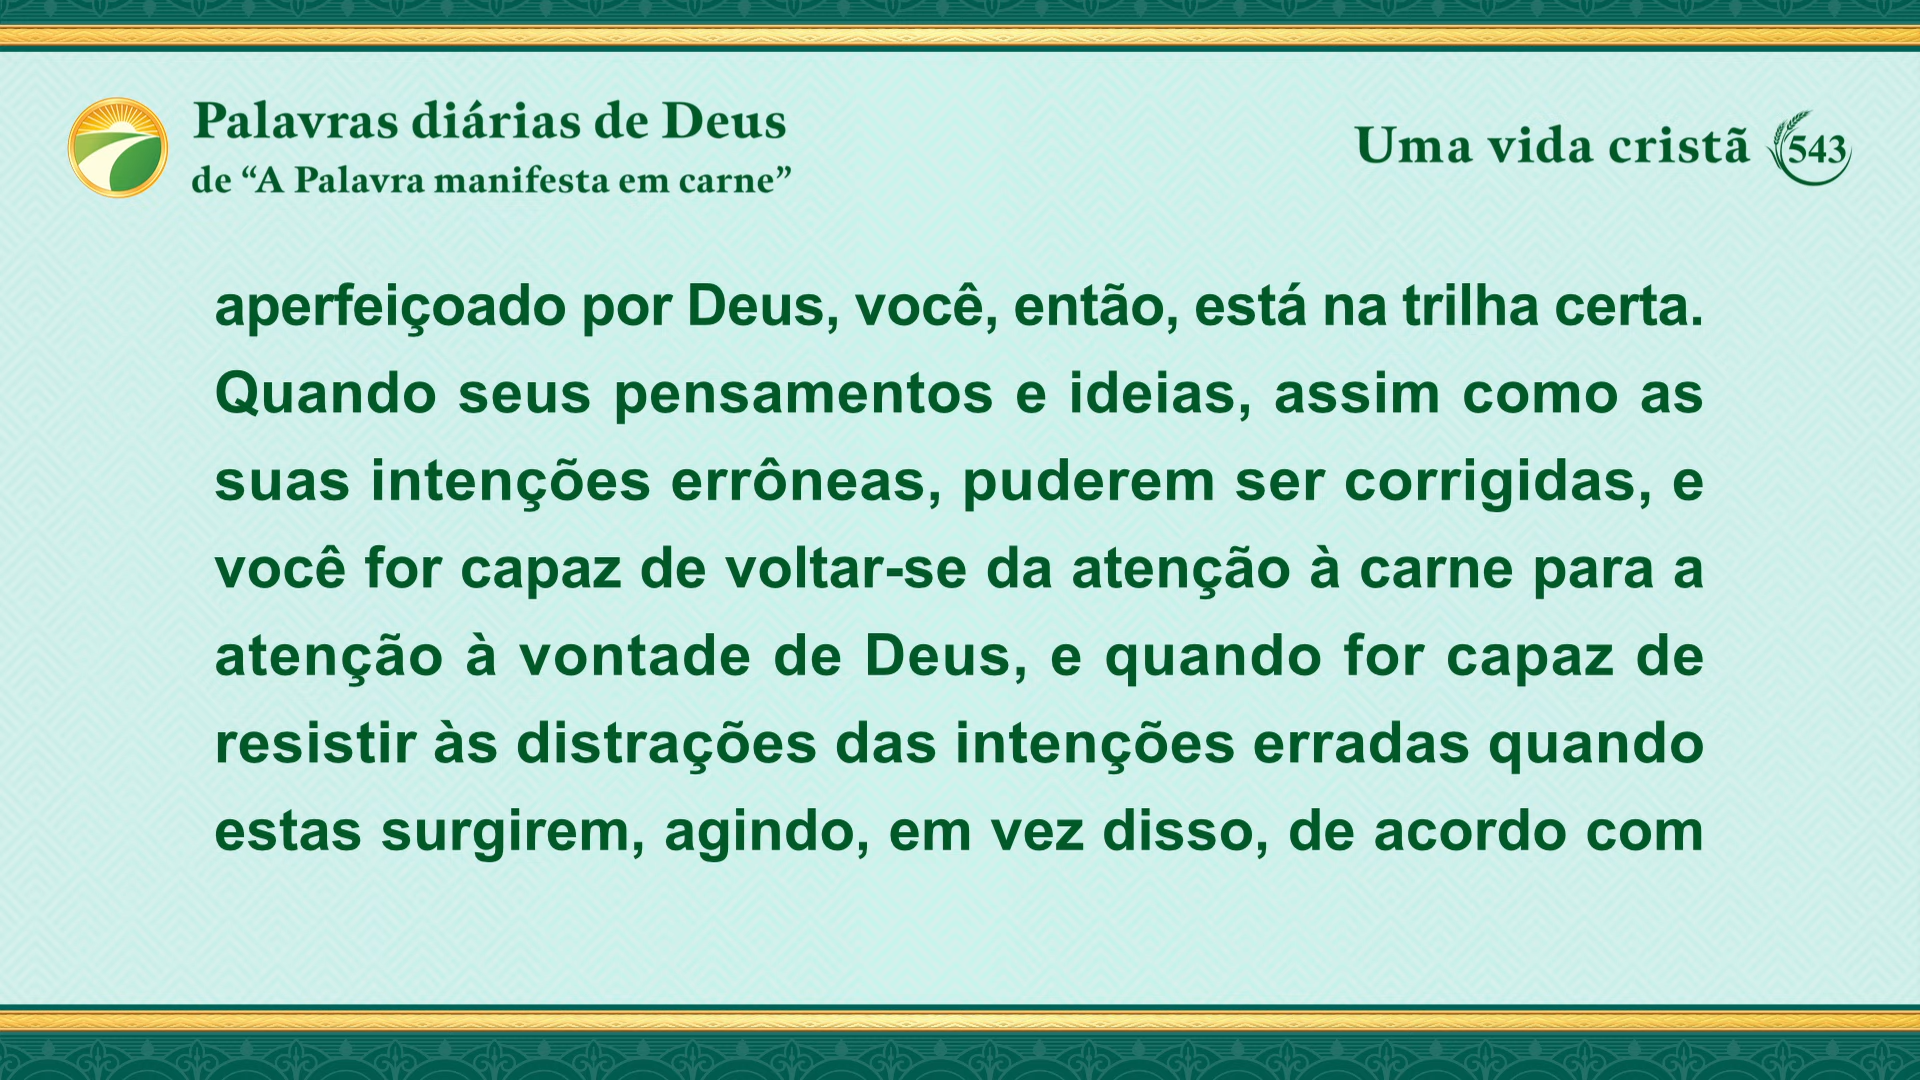 Palavras diárias de Deus
de “A Palavra manifesta em carne”
Uma vida cristã 543
aperfeiçoado por Deus, você, então, está na trilha certa.
Quando seus pensamentos e ideias, assim como as
suas intenções errôneas, puderem ser corrigidas, e
você for capaz de voltar-se da atenção à carne para a
atenção à vontade de Deus, e quando for capaz de
resistir às distrações das intenções erradas quando
estas surgirem, agindo, em vez disso, de acordo com